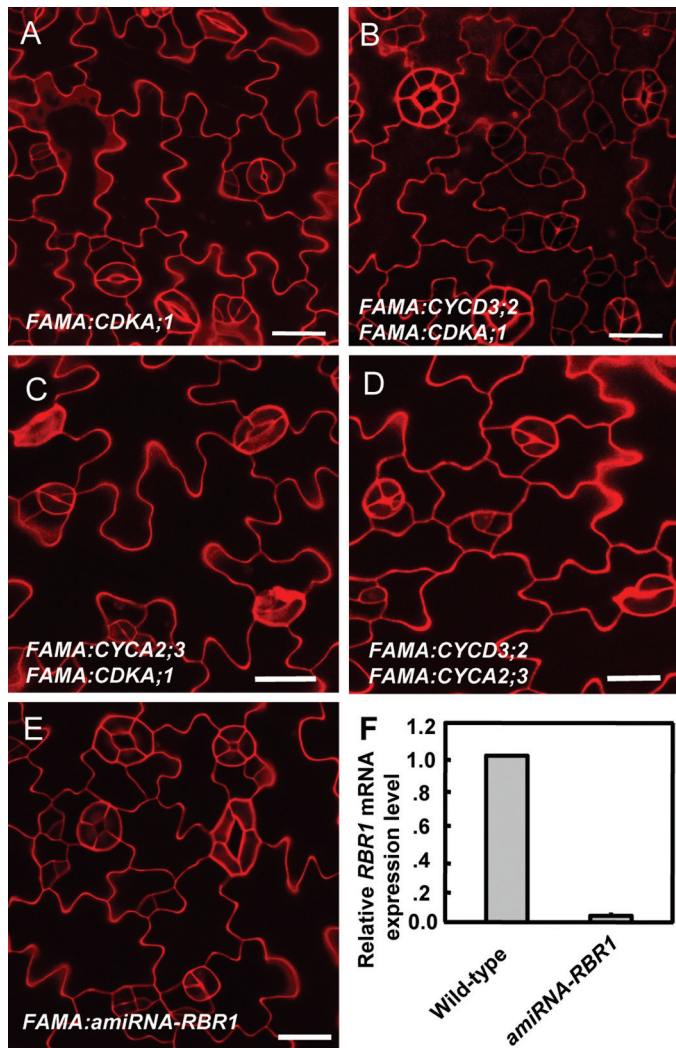 A
FAMA:CDKA;1
B
FAMA:CYCD3;2
FAMA:CDKA;1
C
FAMA:CYCA2;3
FAMA:CDKA;1
D
FAMA:CYCD3;2
FAMA:CYCA2;3
E
FAMA:amiRNA-RBR1
F
Relative RBR1 mRNA
expression level
1.2
1.0
.8
.6
.4
.2
0.0
Wild-type
amiRNA-RBR1